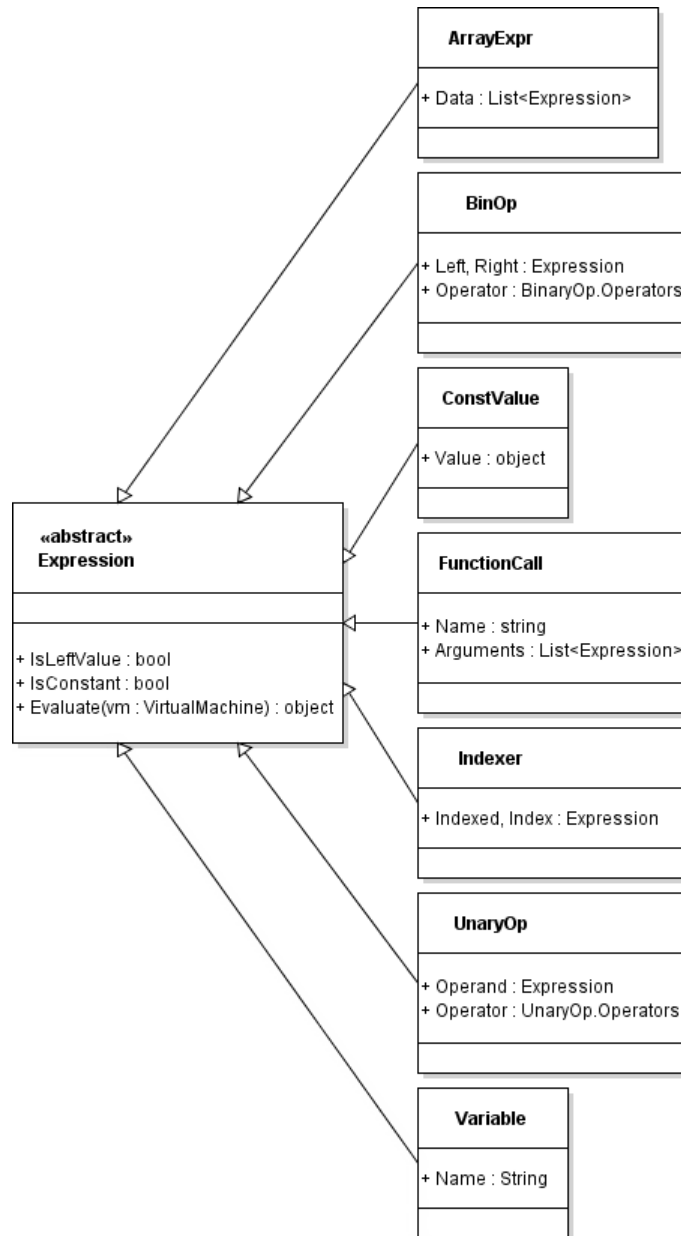 ArrayExpr
+ Data : List<Expression>
BinOp
+ Left, Right : Expression
+ Operator : BinaryOp.Operators
ConstValue
+ Value : object
«abstract»
Expression
+ IsLeftValue : bool
+ IsConstant : bool
+ Evaluate(vm : VirtualMachine) : object
FunctionCall
+ Name : string
+ Arguments : List<Expression>
Indexer
+ Indexed, Index : Expression
UnaryOp
+ Operand : Expression
+ Operator : UnaryOp.Operators
Variable
+ Name : String